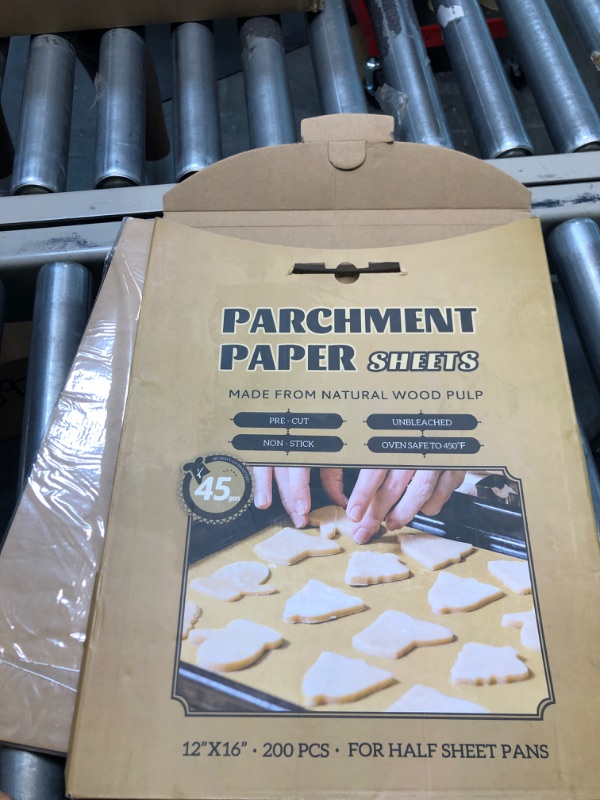 PARCHMENT
PAPER SHEETS
MADE FROM NATURAL WOOD PULP
PRE-CUT
UNBLEACHED
NON-STICK
OVEN SAFE TO 450°F
45 gsm
12"X16" · 200 PCS · FOR HALF SHEET PANS